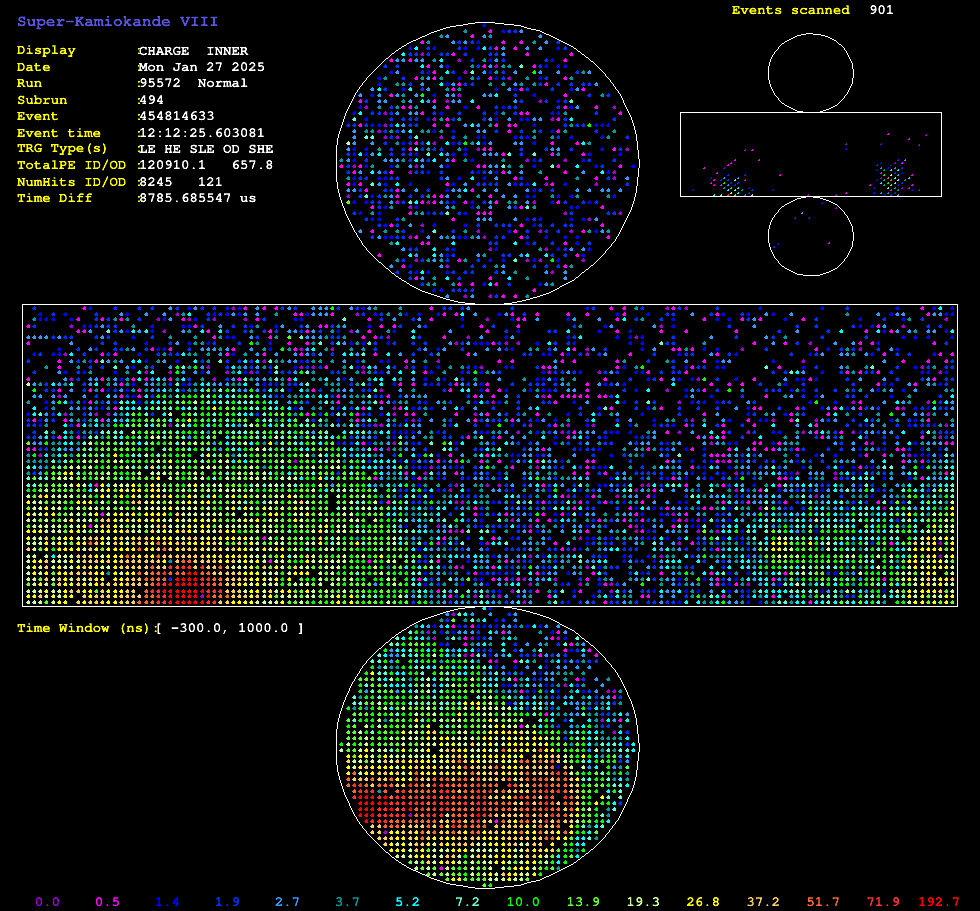 Super-Kamiokande VIII
Events scanned 901
Display :CHARGE INNER
Date :Mon Jan 27 2025
Run :95572 Normal
Subrun :494
Event :454814633
Event time :12:12:25.603081
TRG Type(s) :LE HE SLE OD SHE
TotalPE ID/OD :120910.1 657.8
NumHits ID/OD :8245 121
Time Diff :8785.685547 us
Time Window (ns):[ -300.0, 1000.0 ]
0.0 0.5 1.4 1.9 2.7 3.7 5.2 7.2 10.0 13.9 19.3 26.8 37.2 51.7 71.9 192.7